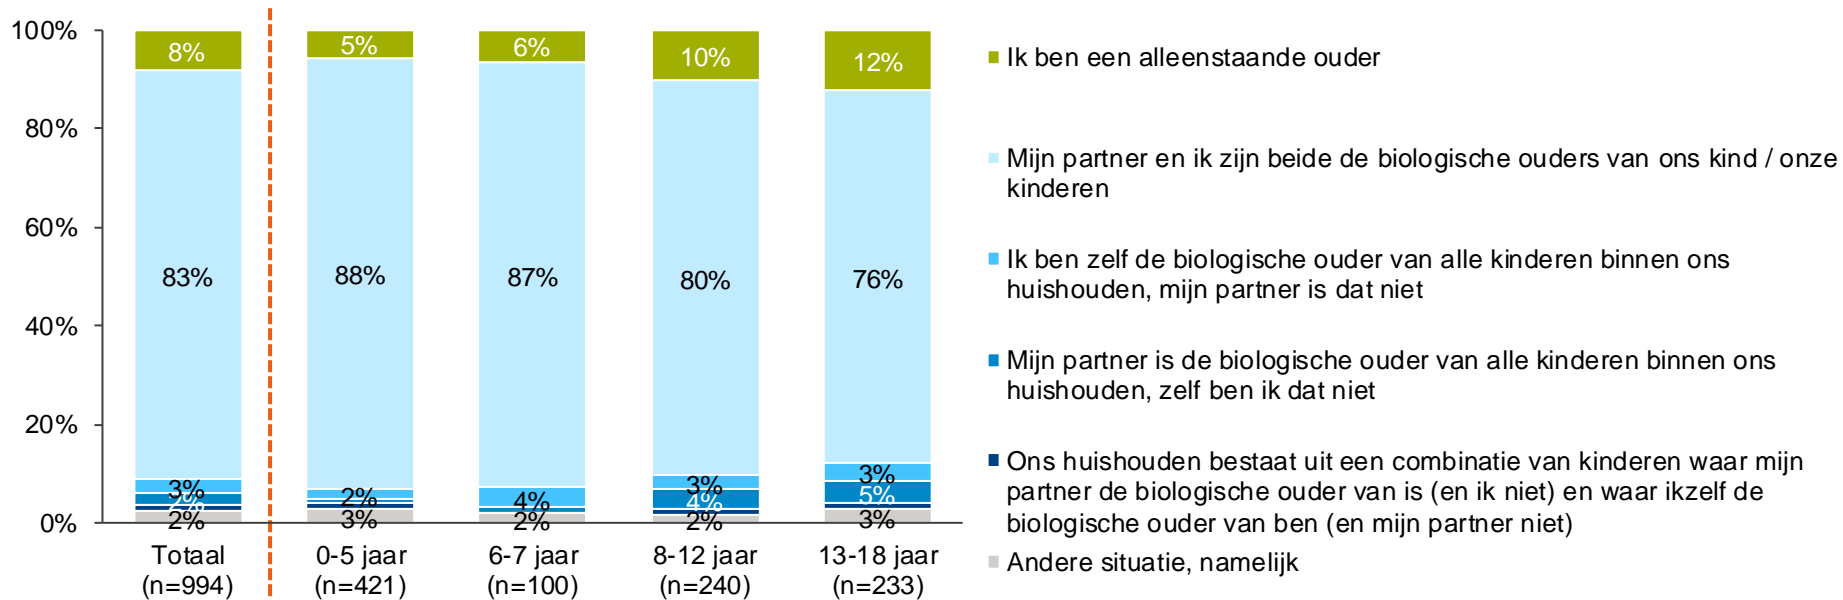 100%
80%
60%
40%
20%
0%
8%
83%
3%
2%
2%
5%
88%
2%
3%
6%
87%
4%
2%
10%
80%
3%
4%
2%
12%
76%
3%
5%
3%
Totaal
(n=994)
0-5 jaar
(n=421)
6-7 jaar
(n=100)
8-12 jaar
(n=240)
13-18 jaar
(n=233)
Ik ben een alleenstaande ouder
Mijn partner en ik zijn beide de biologische ouders van ons kind / onze
kinderen
Ik ben zelf de biologische ouder van alle kinderen binnen ons
huishouden, mijn partner is dat niet
Mijn partner is de biologische ouder van alle kinderen binnen ons
huishouden, zelf ben ik dat niet
Ons huishouden bestaat uit een combinatie van kinderen waar mijn
partner de biologische ouder van is (en ik niet) en waar ikzelf de
biologische ouder van ben (en mijn partner niet)
Andere situatie, namelijk